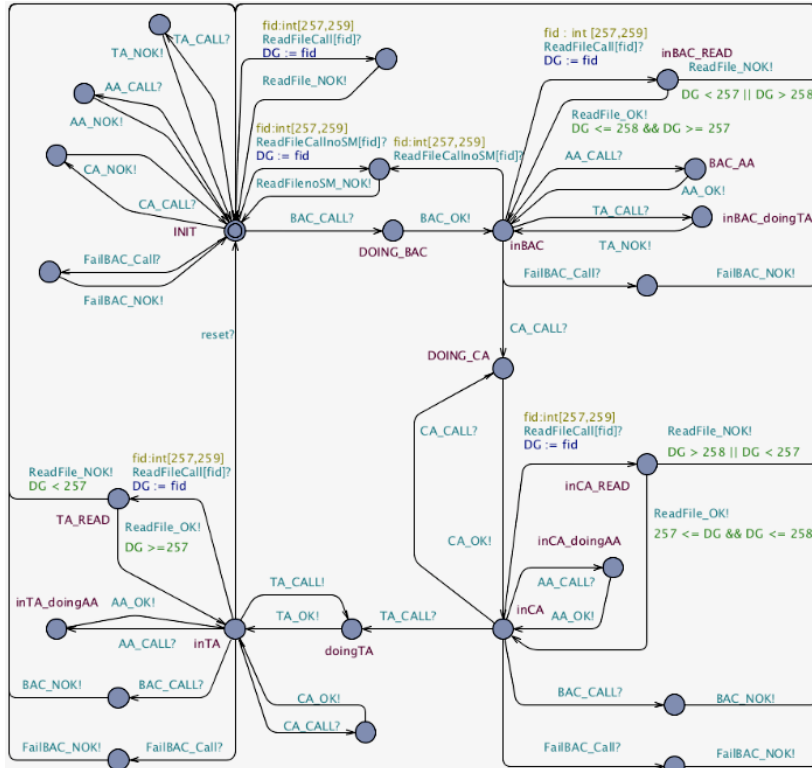 TA_CALL?
TA_NOK!
AA_CALL?
AA_NOK!
CA_NOK!
CA_CALL?
INIT
FailBAC_Call?
FailBAC_NOK!
fid:int[257,259]
ReadFileCall[fid]?
DG := fid
ReadFile_NOK!
fid:int[257,259]
ReadFileCallnoSM[fid]?
DG := fid
ReadFilenoSM_NOK!
fid:int[257,259]
ReadFileCallnoSM[fid]?
BAC_CALL?
BAC_OK!
DOING_BAC
inBAC
fid : int [257,259]
ReadFileCall[fid]?
DG := fid
inBAC_READ
ReadFile_NOK!
DG < 257 || DG > 258
ReadFile_OK!
DG <= 258 && DG >= 257
AA_CALL?
BAC_AA
AA_OK!
TA_CALL?
inBAC_doingTA
TA_NOK!
FailBAC_Call?
FailBAC_NOK!
reset?
CA_CALL?
DOING_CA
CA_CALL?
CA_OK!
fid:int[257,259]
ReadFileCall[fid]?
DG := fid
ReadFile_NOK!
DG > 258 || DG < 257
inCA_READ
ReadFile_OK!
257 <= DG && DG <= 258
inCA_doingAA
AA_CALL?
AA_OK!
inCA
fid:int[257,259]
ReadFileCall[fid]?
DG := fid
ReadFile_NOK!
DG < 257
TA_READ
ReadFile_OK!
DG >=257
inTA_doingAA
AA_OK!
AA_CALL?
inTA
TA_CALL!
TA_OK!
doingTA
TA_CALL?
BAC_NOK!
BAC_CALL?
CA_OK!
CA_CALL?
BAC_CALL?
BAC_NOK!
FailBAC_NOK!
FailBAC_Call?
FailBAC_Call?
FailBAC_NOK!